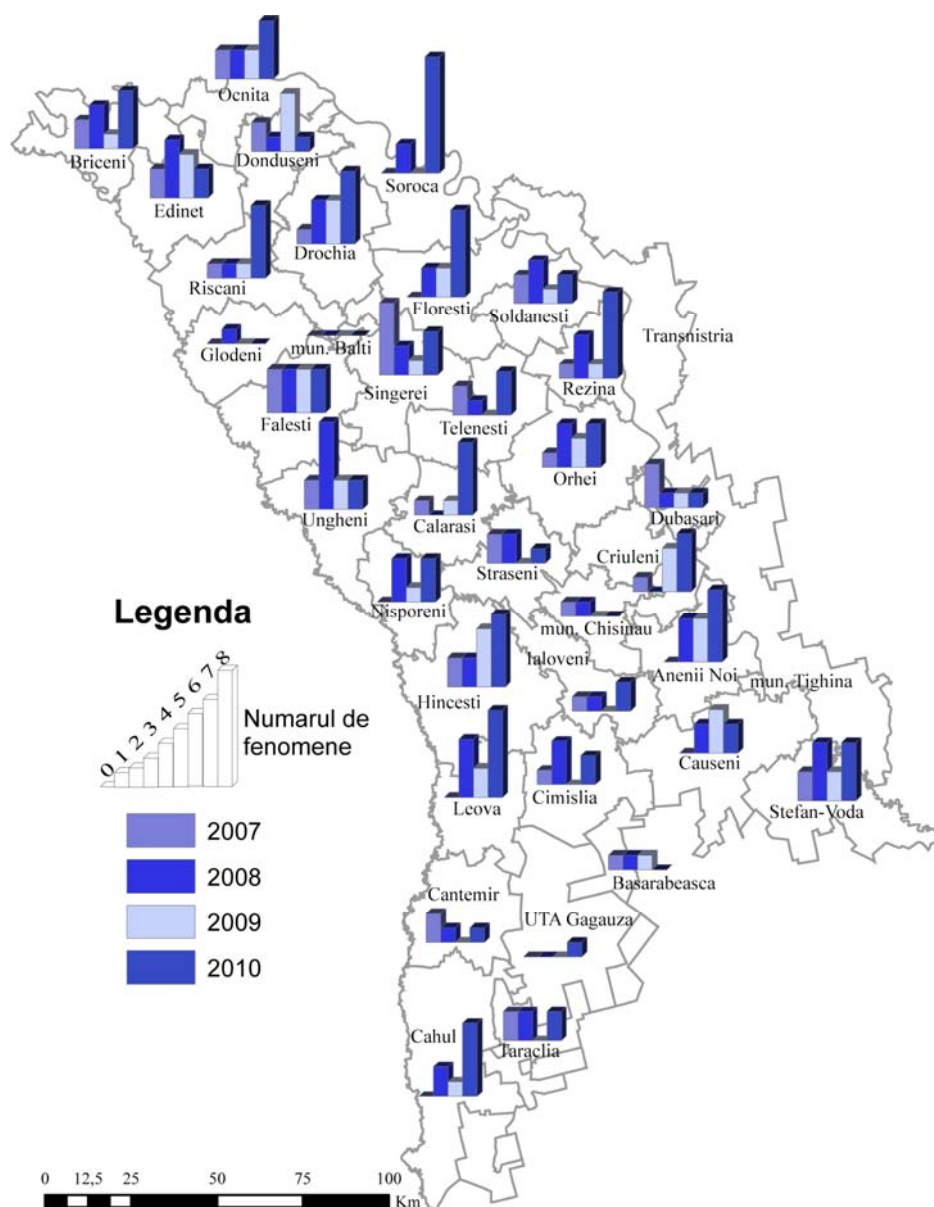 Ocnita
Briceni
Donduseni
Soroca
Edinet
Drochia
Riscani
Floresti
Soldanesti
Transnistria
Glodeni
mun. Balti
Singerei
Rezina
Falesti
Telenesti
Orhei
Ungheni
Calarasi
Dubasari
Straseni
Criuleni
Nisporeni
mun. Chisinau
Ialoveni
Anenii Noi
mun. Tighina
Hincesti
Causeni
Leova
Cimislia
Stefan-Voda
Basarabeasca
Cantemir
UTA Gagauza
Cahul
Taraclia
Legenda
0 1 2 3 4 5 6 7 8
Numarul de
fenomene
2007
2008
2009
2010
0 12,5 25 50 75 100
Km